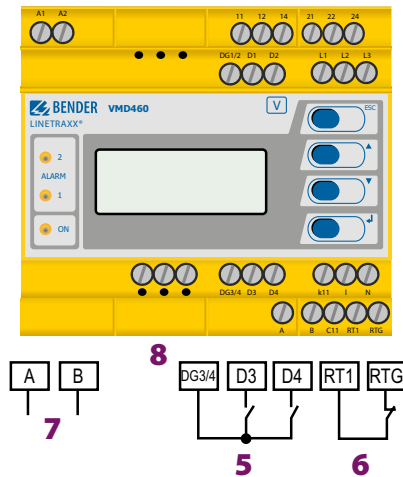 A1 A2 11 12 14 21 22 24
DG1/2 D1 D2 L1 L2 L3
BENDER VMD460 V ESC
LINETRAXX®
2
ALARM
1
ON
DG3/4 D3 D4 k11 I N
A B C11 RT1 RTG
8
A B DG3/4 D3 D4 RT1 RTG
7
5 6